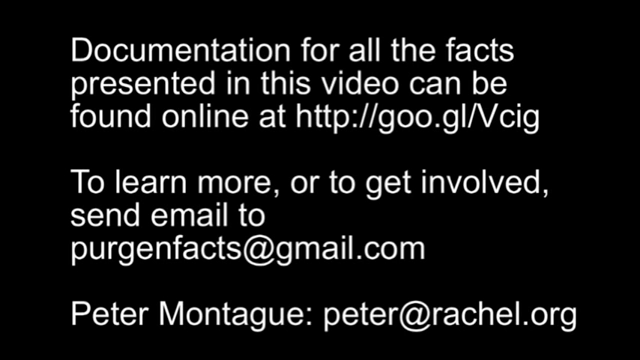 Documentation for all the facts
presented in this video can be
found online at http://goo.gl/Vcig
To learn more, or to get involved,
send email to
purgenfacts@gmail.com
Peter Montague: peter@rachel.org